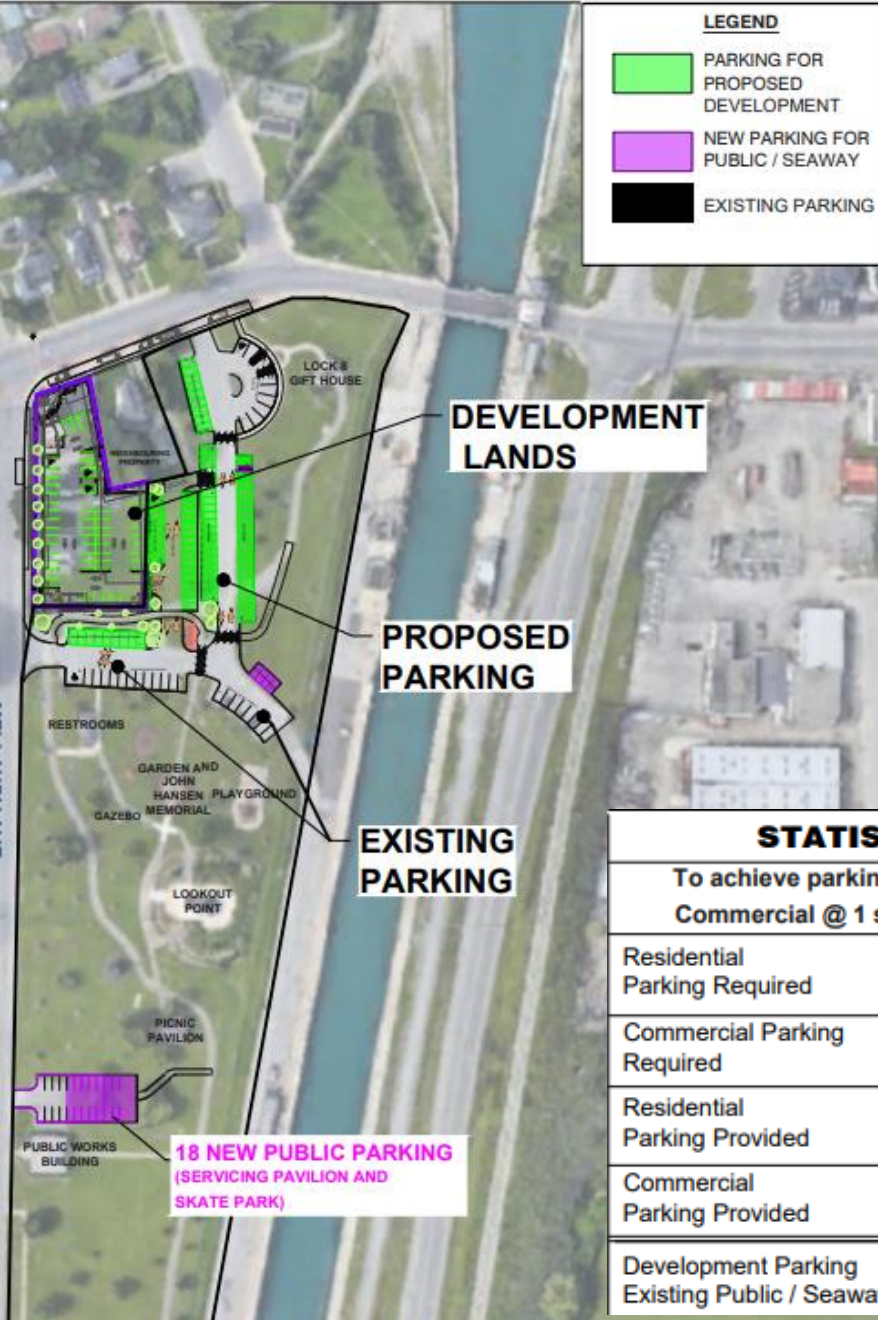 LEGEND
PARKING FOR
PROPOSED
DEVELOPMENT
NEW PARKING FOR
PUBLIC / SEAWAY
EXISTING PARKING
LOCK 8
GIFT HOUSE
DEVELOPMENT
LANDS
NEIGHBOURING
PROPERTY
PROPOSED
PARKING
RESTROOMS
GARDEN AND
JOHN
HANSEN
MEMORIAL
PLAYGROUND
GAZEBO
EXISTING
PARKING
LOOKOUT
POINT
PICNIC
PAVILION
PUBLIC WORKS
BUILDING
18 NEW PUBLIC PARKING
(SERVICING PAVILION AND
SKATE PARK)
STATIS
To achieve parkin
Commercial @ 1 s
Residential
Parking Required
Commercial Parking
Required
Residential
Parking Provided
Commercial
Parking Provided
Development Parking
Existing Public / Seawa